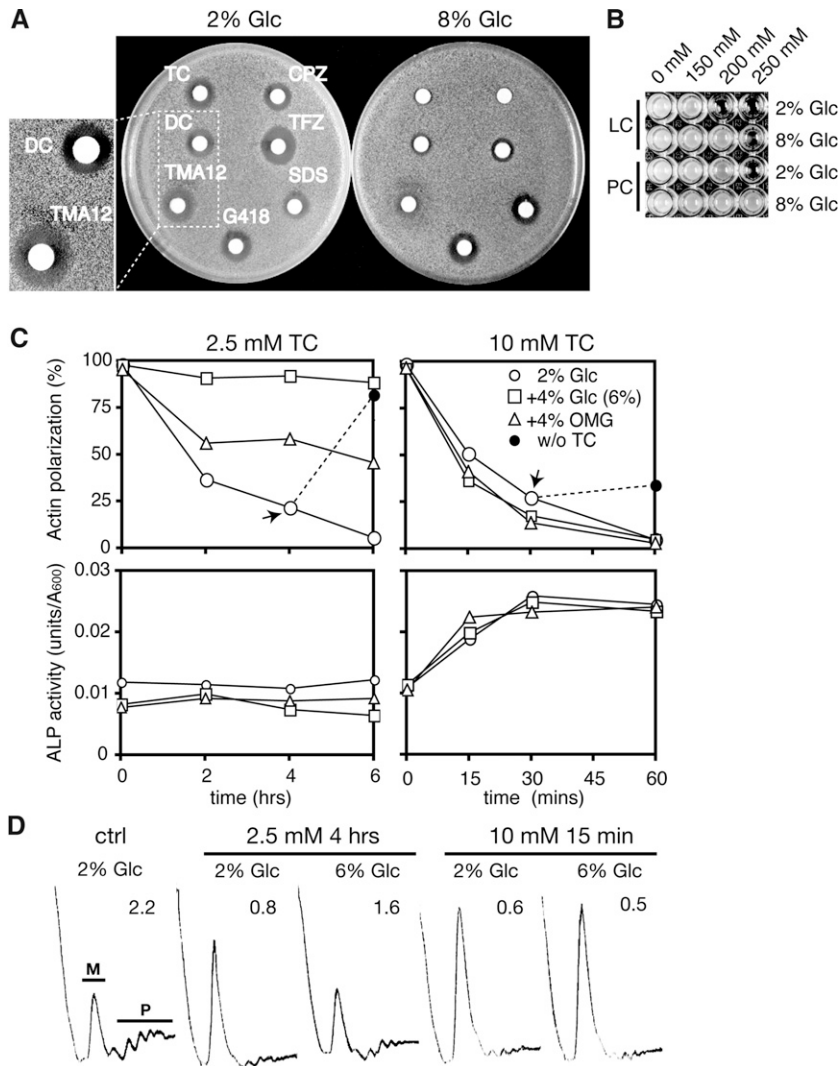 A
2% Glc
8% Glc
TC
CPZ
DC
TFZ
TMA12
SDS
G418
DC
TMA12
B
0 mM
150 mM
200 mM
250 mM
LC
2% Glc
8% Glc
PC
2% Glc
8% Glc
C
2.5 mM TC
10 mM TC
Actin polarization (%)
100
75
50
25
0
2% Glc
+4% Glc (6%)
+4% OMG
w/o TC
ALP activity (units/A600)
0.03
0.02
0.01
0
0 2 4 6
time (hrs)
0 15 30 45 60
time (mins)
D
ctrl
2.5 mM 4 hrs
10 mM 15 min
2% Glc
2% Glc
6% Glc
2% Glc
6% Glc
2.2
0.8
1.6
0.6
0.5
M
P